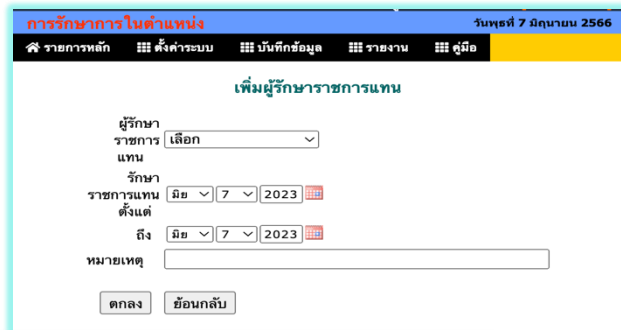 การรักษาการในตำแหน่ง วันพุธที่ 7 มิถุนายน 2566
รายการหลัก ตั้งค่าระบบ บันทึกข้อมูล รายงาน คู่มือ
เพิ่มผู้รักษาราชการแทน
ผู้รักษา
ราชการ เลือก
แทน
รักษา
ราชการแทน มิย 7 2023
ตั้งแต่
ถึง มิย 7 2023
หมายเหตุ
ตกลง ย้อนกลับ